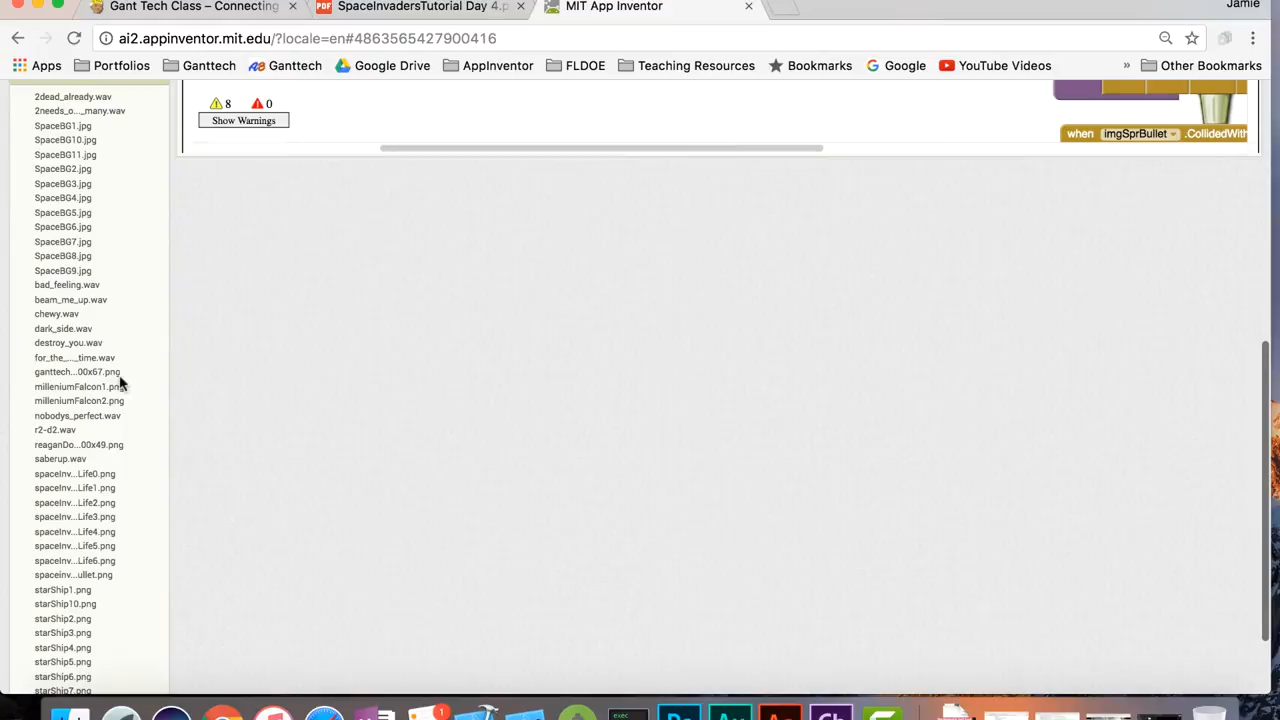 Gant Tech Class – Connecting
SpaceInvadersTutorial Day 4.p
MIT App Inventor
Jamie
ai2.appinventor.mit.edu/?locale=en#4863565427900416
Apps
Portfolios
Ganttech
Ganttech
Google Drive
AppInventor
FLDOE
Teaching Resources
Bookmarks
Google
YouTube Videos
»
Other Bookmarks
2dead_already.wav
2needs_o..._many.wav
SpaceBG1.jpg
SpaceBG10.jpg
SpaceBG11.jpg
SpaceBG2.jpg
SpaceBG3.jpg
SpaceBG4.jpg
SpaceBG5.jpg
SpaceBG6.jpg
SpaceBG7.jpg
SpaceBG8.jpg
SpaceBG9.jpg
bad_feeling.wav
beam_me_up.wav
chewy.wav
dark_side.wav
destroy_you.wav
for_the_..._time.wav
ganttech...00x67.png
milleniumFalcon1.png
milleniumFalcon2.png
nobodys_perfect.wav
r2-d2.wav
reaganDo...00x49.png
saberup.wav
spaceInv...Life0.png
spaceInv...Life1.png
spaceInv...Life2.png
spaceInv...Life3.png
spaceInv...Life4.png
spaceInv...Life5.png
spaceInv...Life6.png
spaceinv...ullet.png
starShip1.png
starShip10.png
starShip2.png
starShip3.png
starShip4.png
starShip5.png
starShip6.png
starShip7.png
8 0
Show Warnings
when imgSprBullet .CollidedWith
1
exec
Ps
Au
Ch